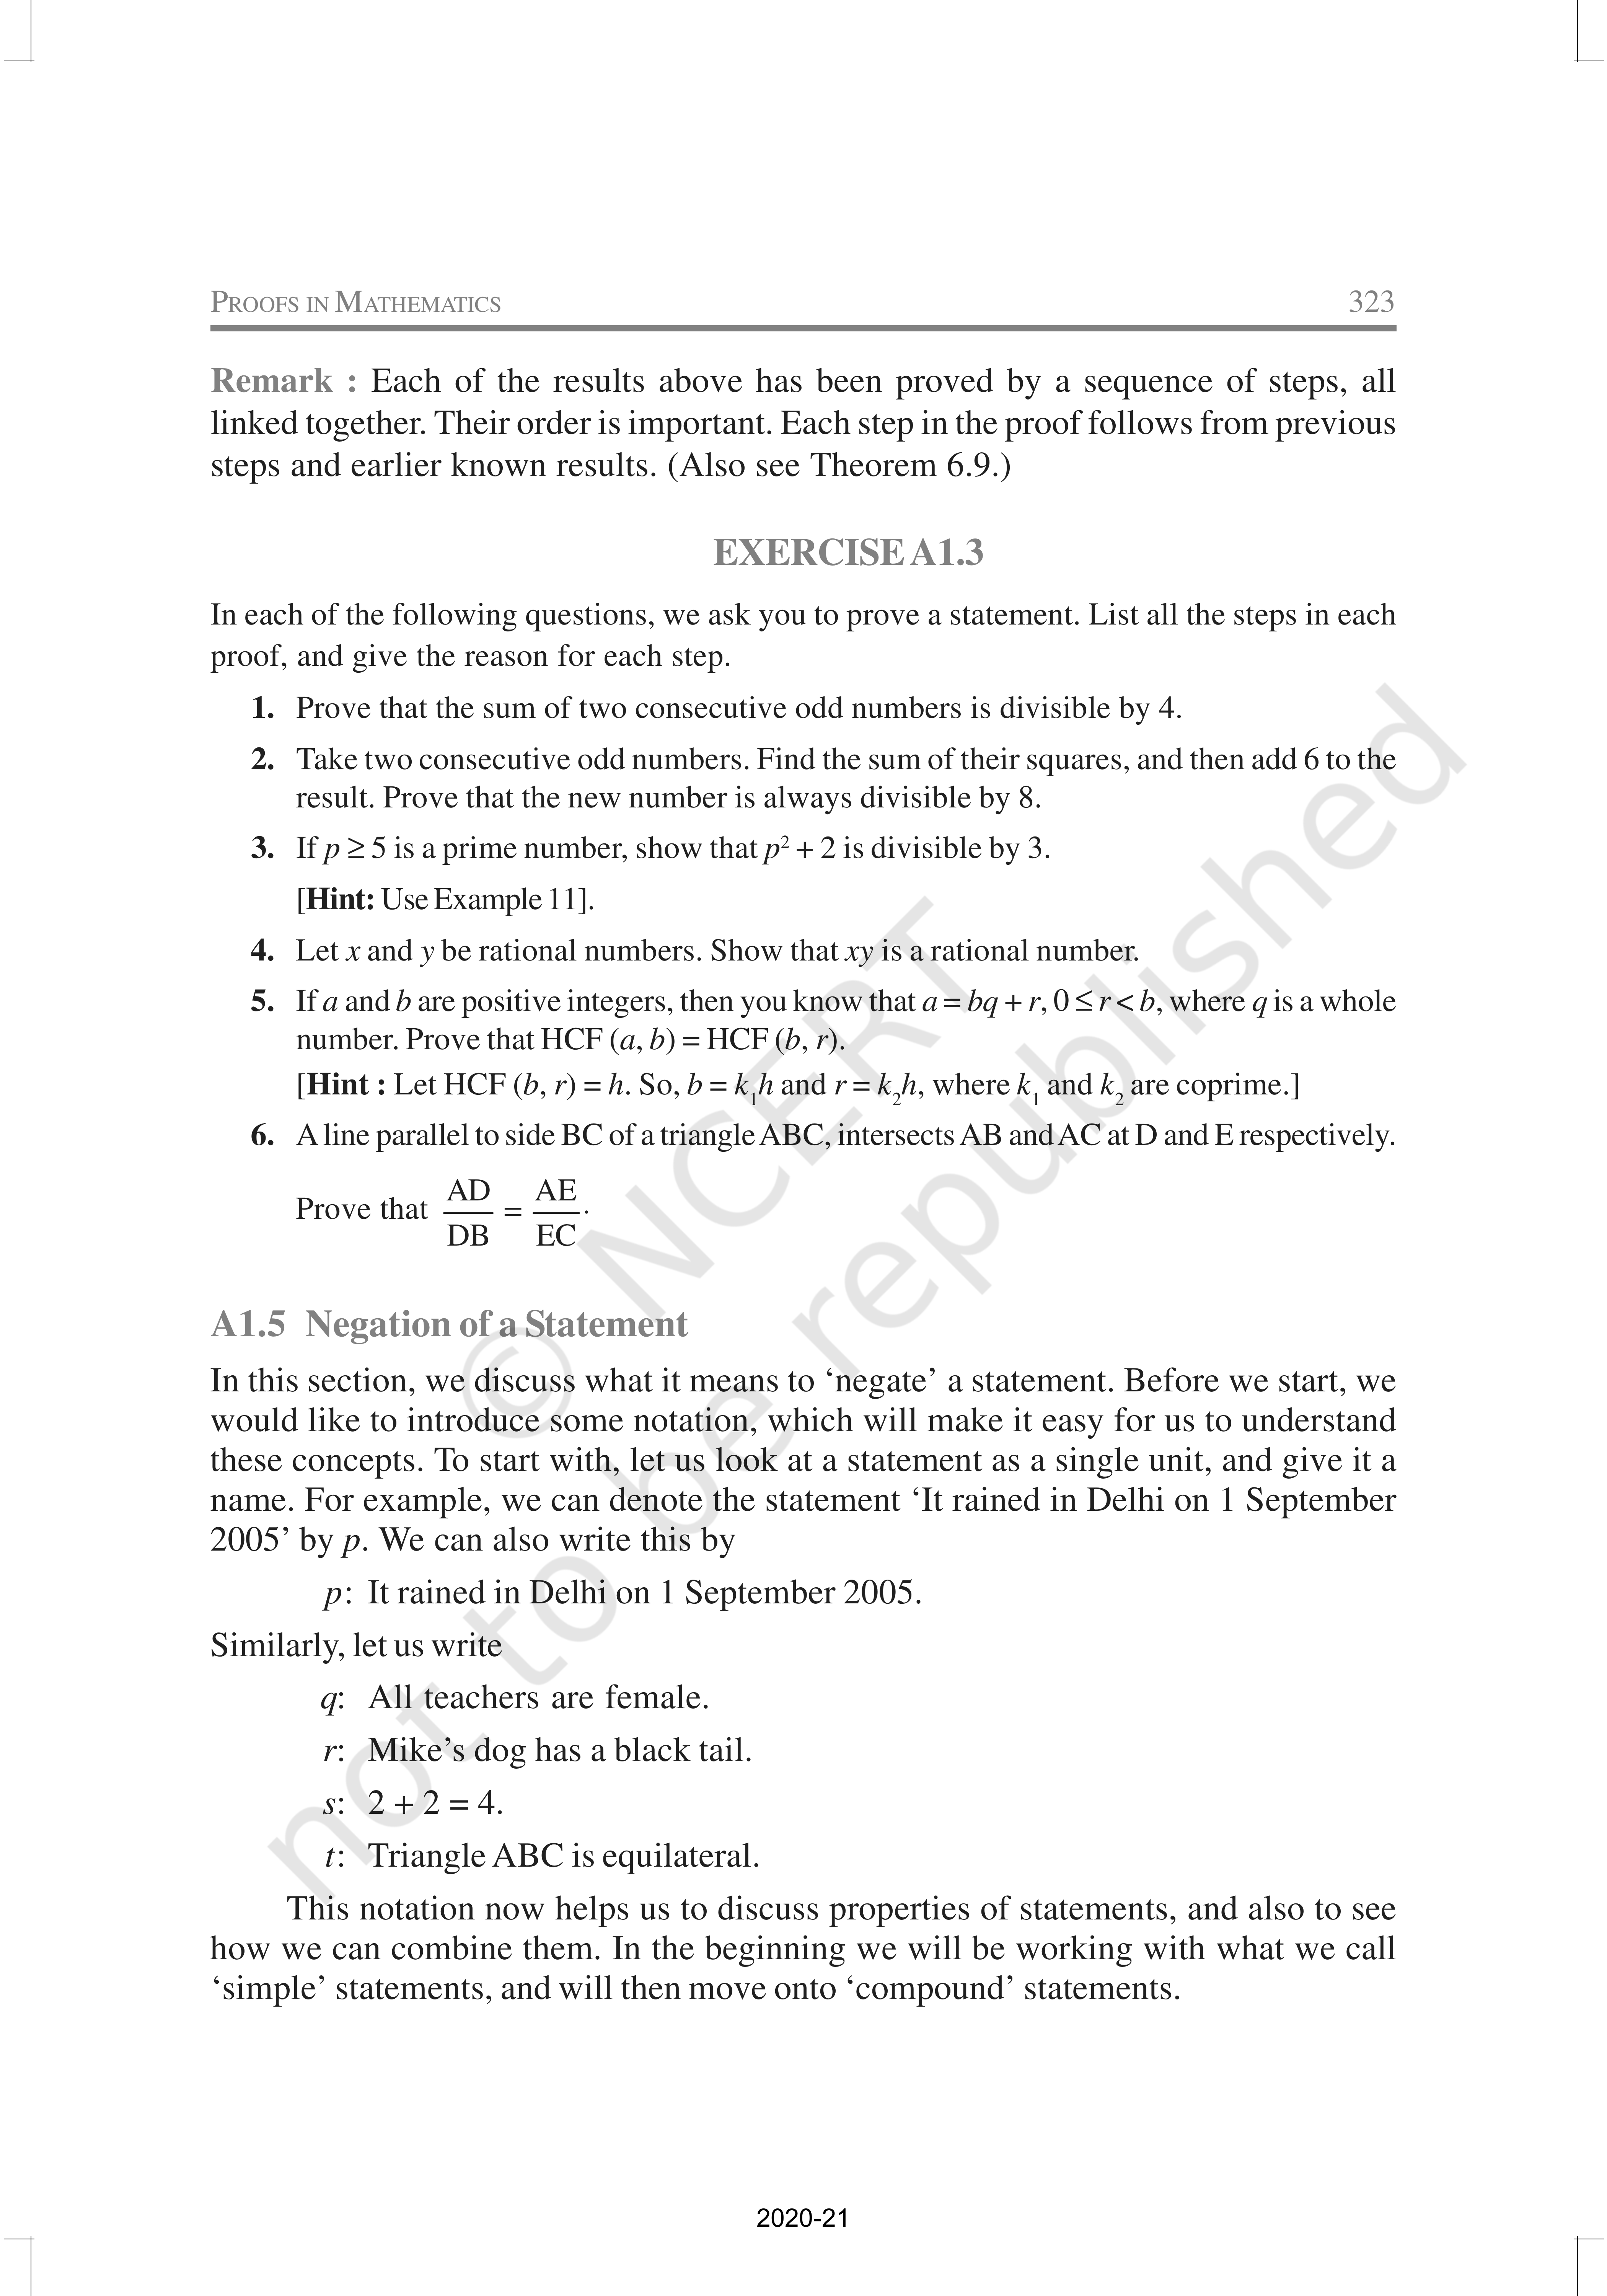 PROOFS IN MATHEMATICS 323
Remark : Each of the results above has been proved by a sequence of steps, all
linked together. Their order is important. Each step in the proof follows from previous
steps and earlier known results. (Also see Theorem 6.9.)
EXERCISE A1.3
In each of the following questions, we ask you to prove a statement. List all the steps in each
proof, and give the reason for each step.
1. Prove that the sum of two consecutive odd numbers is divisible by 4.
2. Take two consecutive odd numbers. Find the sum of their squares, and then add 6 to the
result. Prove that the new number is always divisible by 8.
3. If p ≥ 5 is a prime number, show that p² + 2 is divisible by 3.
[Hint: Use Example 11].
4. Let x and y be rational numbers. Show that xy is a rational number.
5. If a and b are positive integers, then you know that a = bq + r, 0 ≤ r < b, where q is a whole
number. Prove that HCF (a, b) = HCF (b, r).
[Hint : Let HCF (b, r) = h. So, b = k₁h and r = k₂h, where k₁ and k₂ are coprime.]
6. A line parallel to side BC of a triangle ABC, intersects AB and AC at D and E respectively.
Prove that AD/DB = AE/EC.
A1.5 Negation of a Statement
In this section, we discuss what it means to ‘negate’ a statement. Before we start, we
would like to introduce some notation, which will make it easy for us to understand
these concepts. To start with, let us look at a statement as a single unit, and give it a
name. For example, we can denote the statement ‘It rained in Delhi on 1 September
2005’ by p. We can also write this by
p: It rained in Delhi on 1 September 2005.
Similarly, let us write
q: All teachers are female.
r: Mike’s dog has a black tail.
s: 2 + 2 = 4.
t: Triangle ABC is equilateral.
This notation now helps us to discuss properties of statements, and also to see
how we can combine them. In the beginning we will be working with what we call
‘simple’ statements, and will then move onto ‘compound’ statements.
2020-21
© NCERT
not to be republished